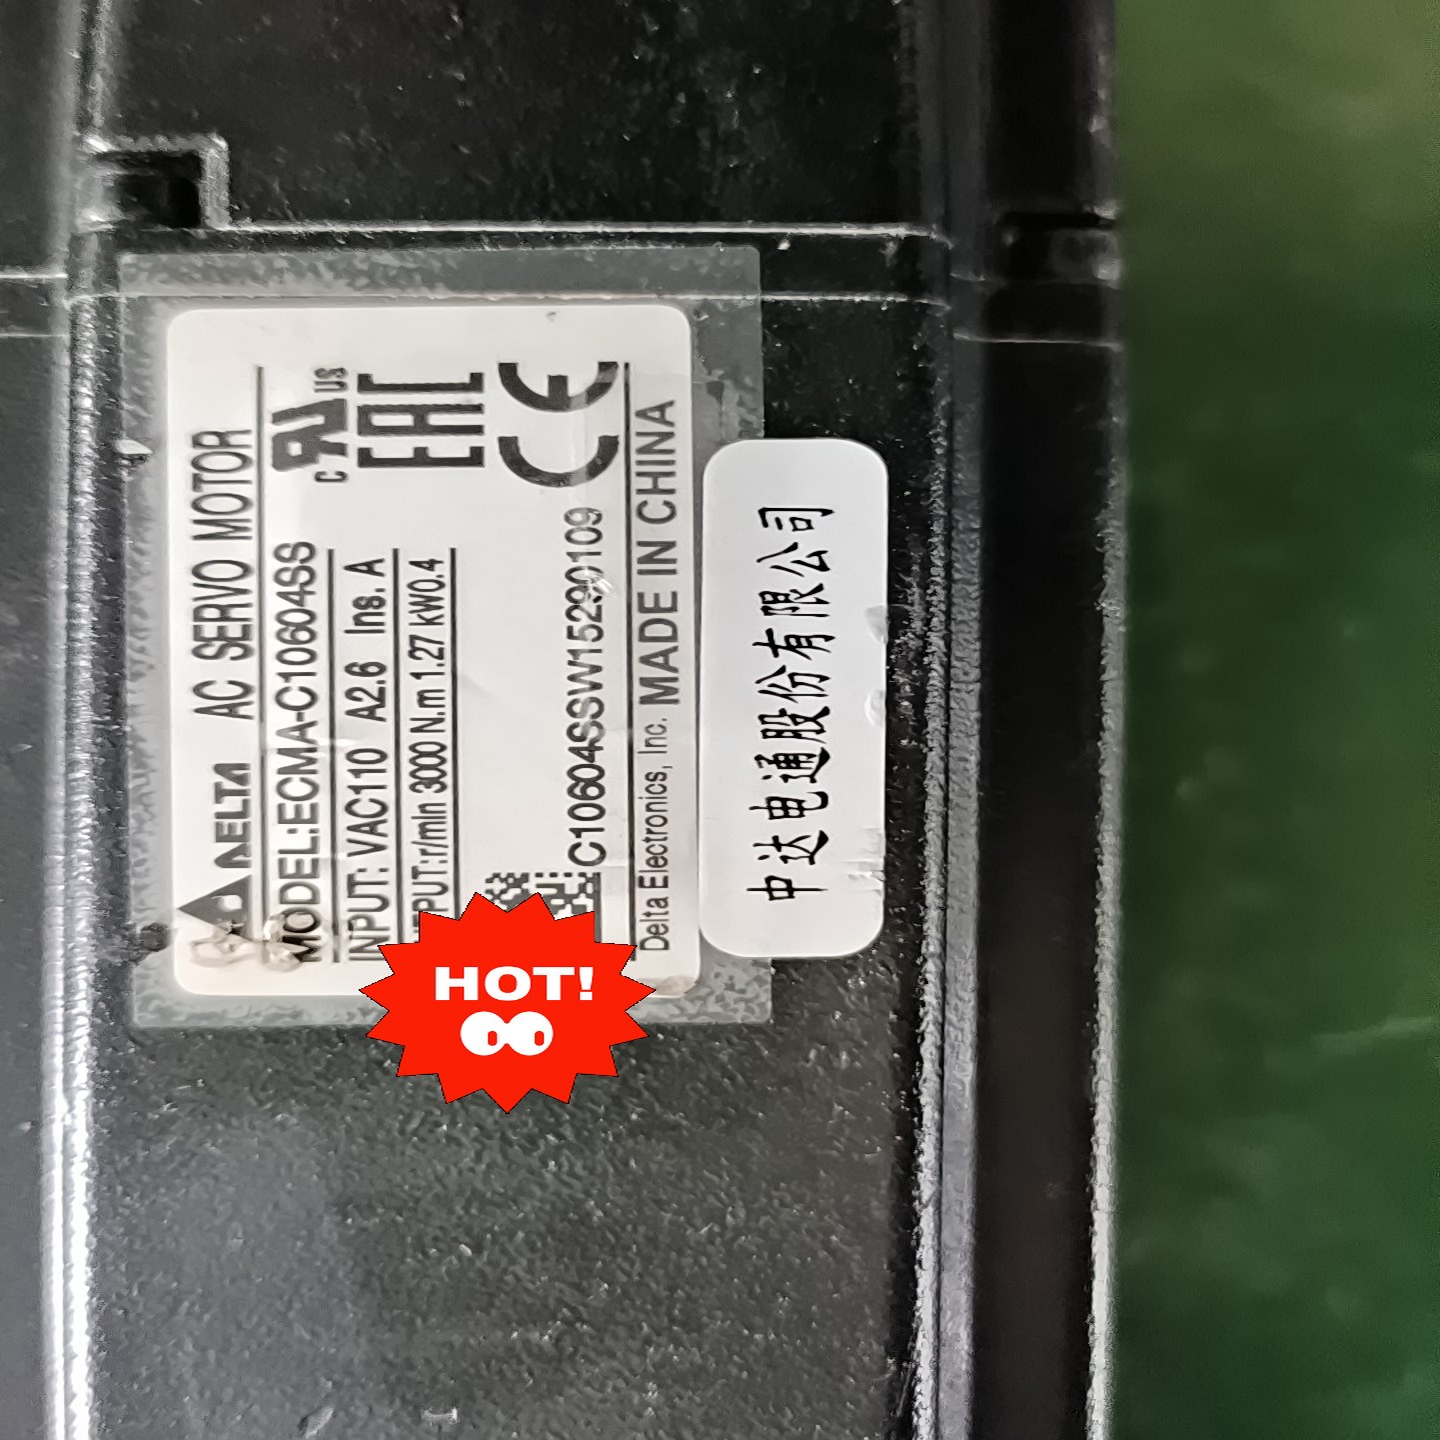 DELTA AC SERVO MOTOR
MODEL:ECMA-C10604SS
INPUT: VAC110 A2.6 Ins. A
TPUT:r/min 3000 N.m 1.27 kW0.4
C US
EAC
CE
C10604SSW15290109
Delta Electronics, Inc. MADE IN CHINA
中达电通股份有限公司
HOT!